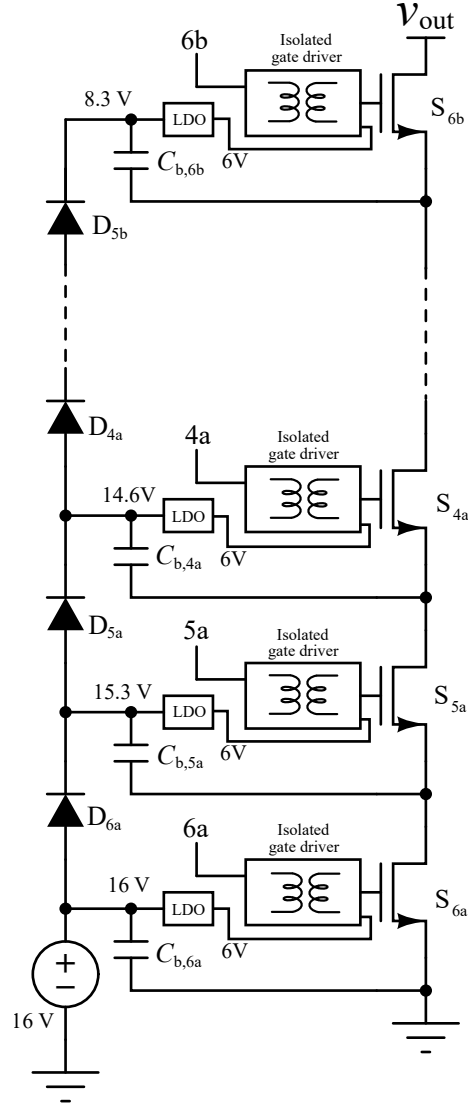 v_out
6b
Isolated
gate driver
S_6b
8.3 V
LDO
6V
C_b,6b
D_5b
D_4a
4a
Isolated
gate driver
S_4a
14.6V
LDO
6V
C_b,4a
D_5a
5a
Isolated
gate driver
S_5a
15.3 V
LDO
6V
C_b,5a
D_6a
6a
Isolated
gate driver
S_6a
16 V
LDO
6V
C_b,6a
16 V